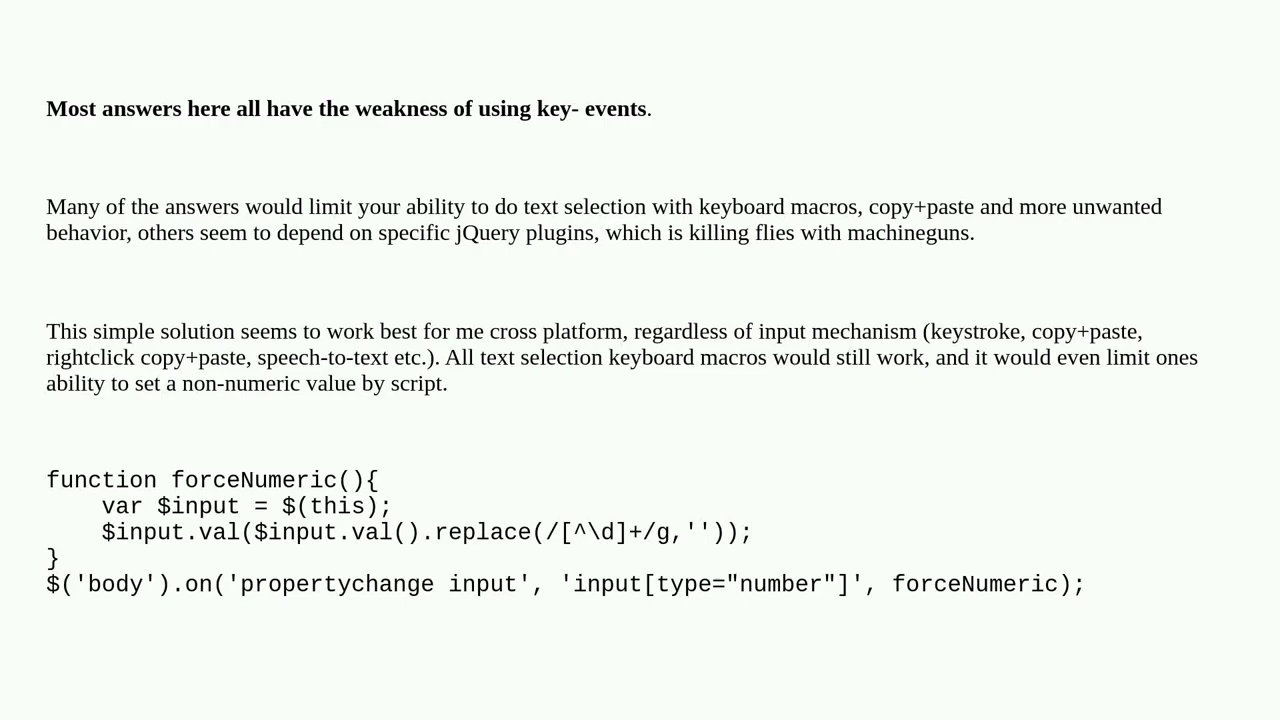 Most answers here all have the weakness of using key- events.
Many of the answers would limit your ability to do text selection with keyboard macros, copy+paste and more unwanted
behavior, others seem to depend on specific jQuery plugins, which is killing flies with machineguns.
This simple solution seems to work best for me cross platform, regardless of input mechanism (keystroke, copy+paste,
rightclick copy+paste, speech-to-text etc.). All text selection keyboard macros would still work, and it would even limit ones
ability to set a non-numeric value by script.
function forceNumeric(){
    var $input = $(this);
    $input.val($input.val().replace(/[^\d]+/g,''));
}
$('body').on('propertychange input', 'input[type="number"]', forceNumeric);